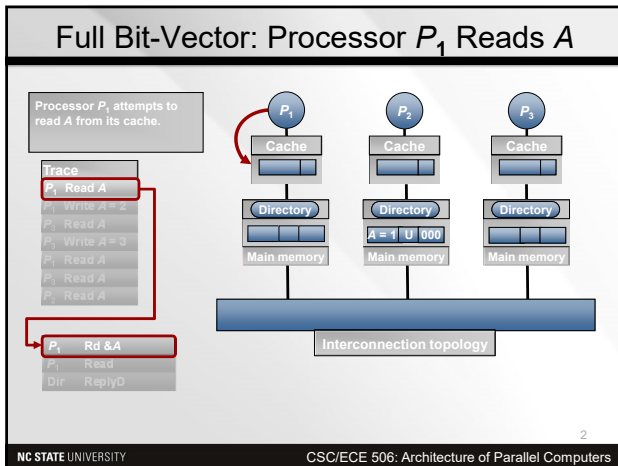 Full Bit-Vector: Processor P1 Reads A
Processor P1 attempts to
read A from its cache.
Trace
P1 Read A
P1 Write A = 2
P3 Read A
Write A = 3
P1 Read A
P3 Read A
P2 Read A
P1 Rd &A
P1 Read
Dir ReplyD
P1
P2
P3
Cache
Cache
Cache
Directory
Directory
Directory
A = 1 U 000
Main memory
Main memory
Main memory
Interconnection topology
2
NC STATE UNIVERSITY
CSC/ECE 506: Architecture of Parallel Computers